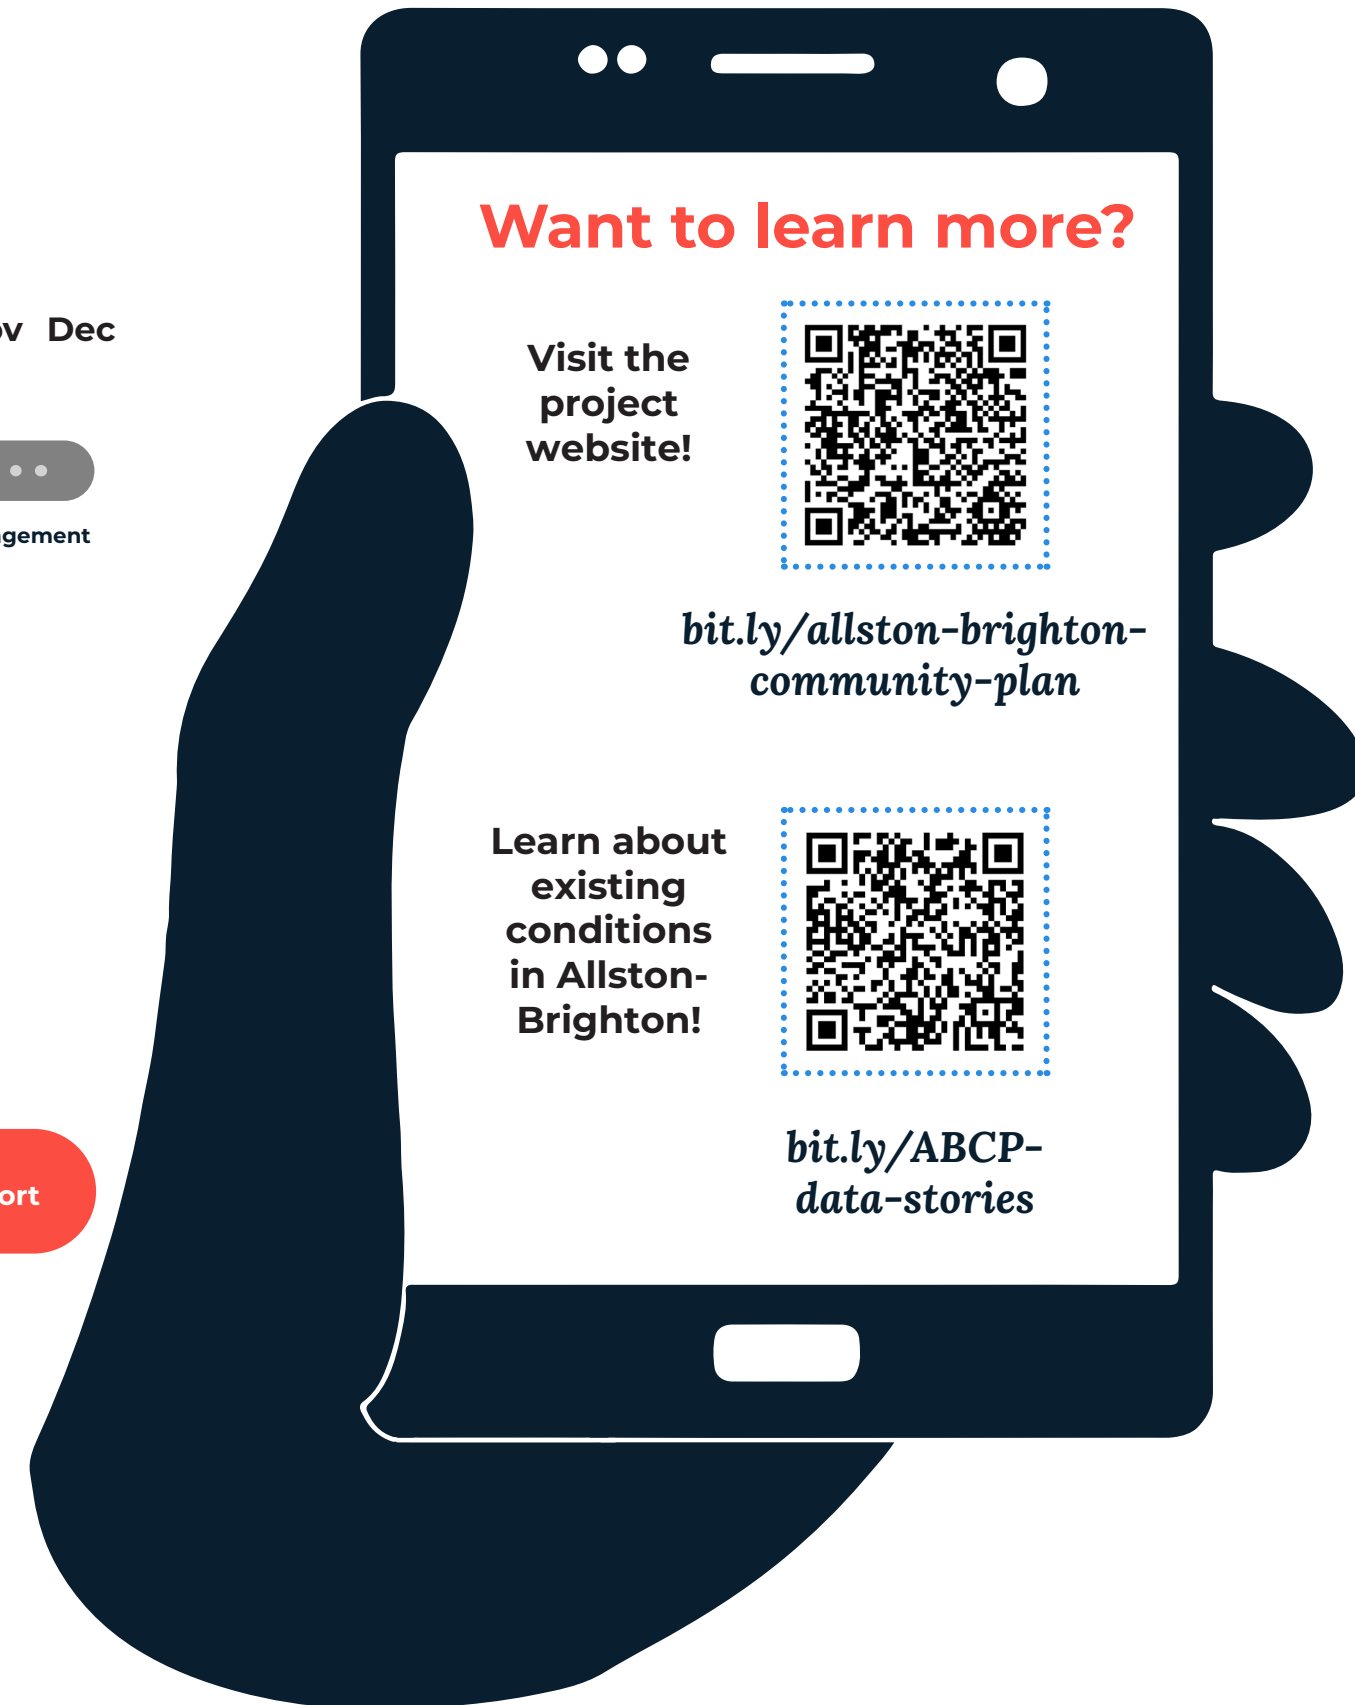 Want to learn more?
Dec
Visit the
project
website!
bit.ly/allston-brighton-
community-plan
Learn about
existing
conditions
in Allston-
Brighton!
bit.ly/ABCP-
data-stories